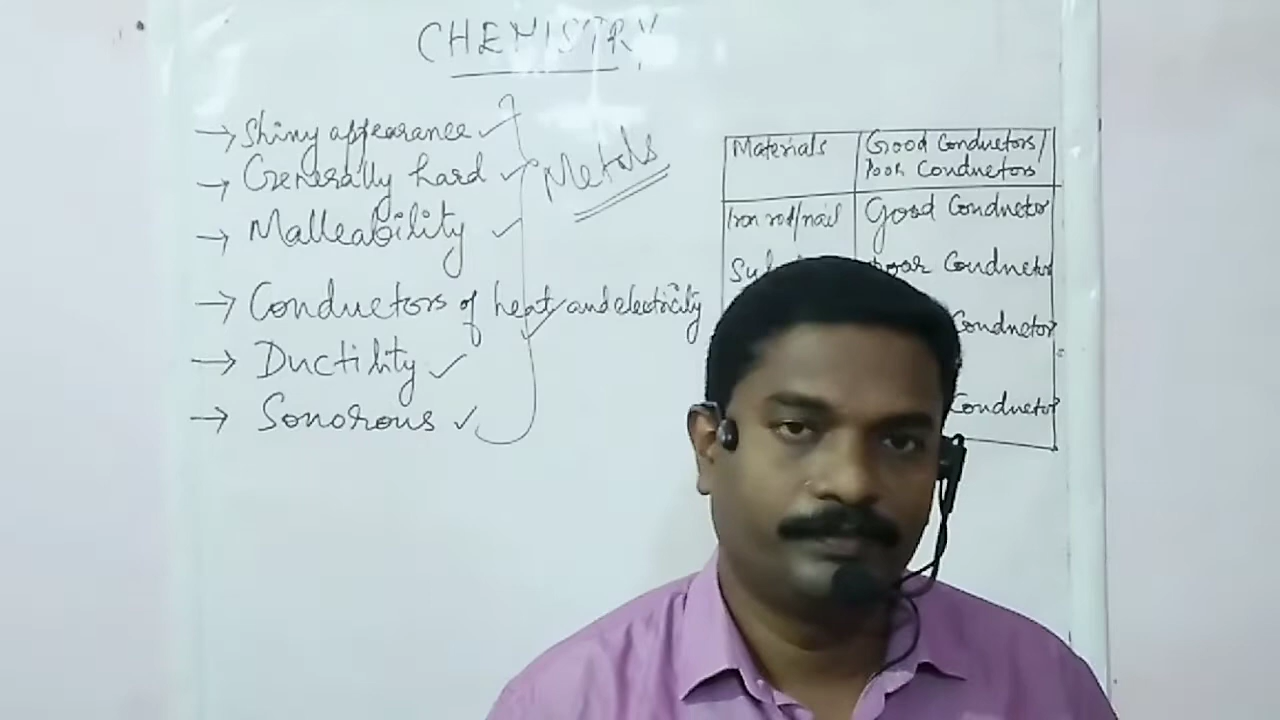 CHEMISTRY
→ Shiny appearance ✓
→ Generally hard ✓
→ Malleability ✓
→ Conductors of heat and electricity ✓
→ Ductility ✓
→ Sonorous ✓
Metals
Materials
Good Conductors/
Poor Conductors
Iron rod/nail
Good Conductor
Conductor
Conductor
Conductor